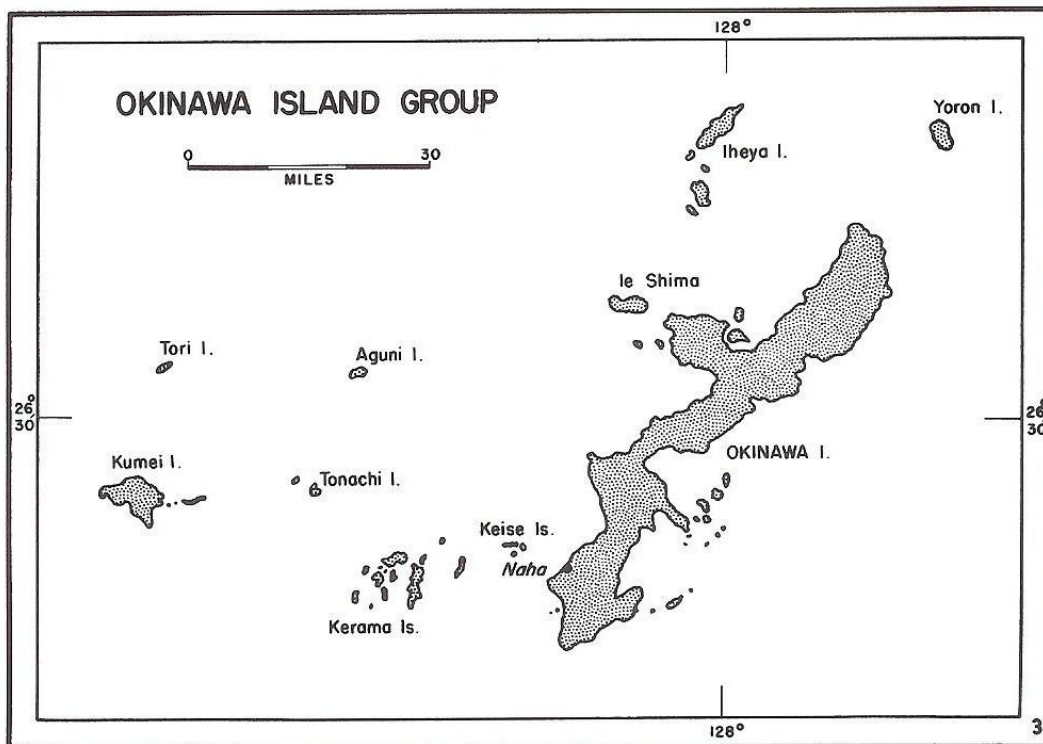 128°
OKINAWA ISLAND GROUP
0 30
MILES
Yoron I.
Iheya I.
Ie Shima
Tori I.
Aguni I.
26°
30'
26°
30'
Kumei I.
Tonachi I.
OKINAWA I.
Keise Is.
Naha
Kerama Is.
128°
3